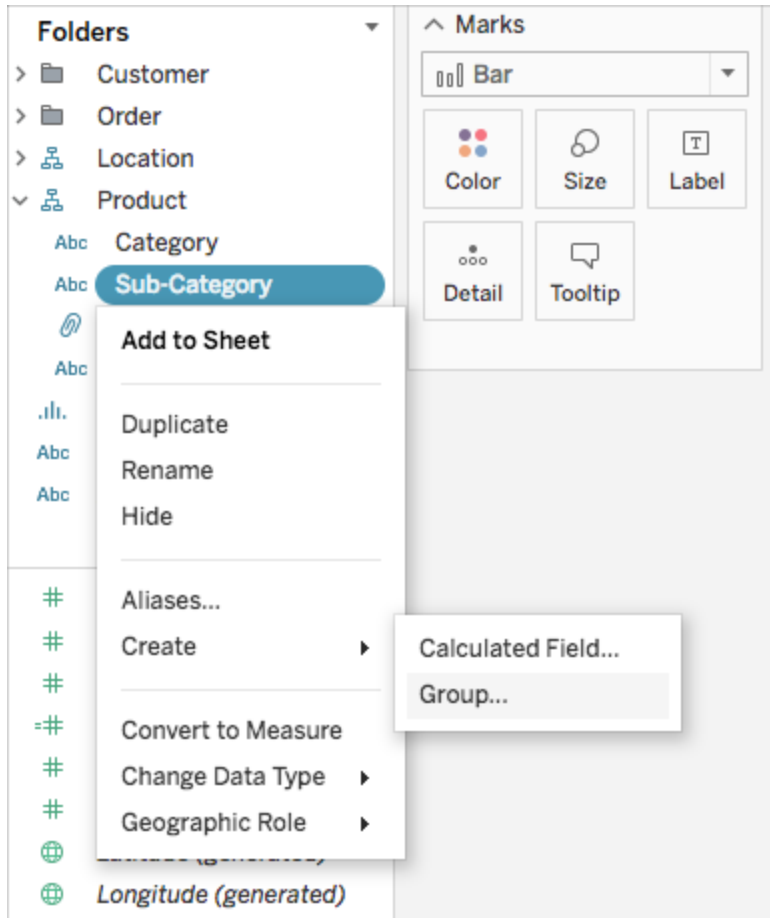 Folders
Customer
Order
Location
Product
Abc Category
Abc Sub-Category
Abc
Abc
Abc
Add to Sheet
Duplicate
Rename
Hide
Aliases...
Create
Convert to Measure
Change Data Type
Geographic Role
Calculated Field...
Group...
Longitude (generated)
Marks
Bar
Color
Size
T
Label
Detail
Tooltip